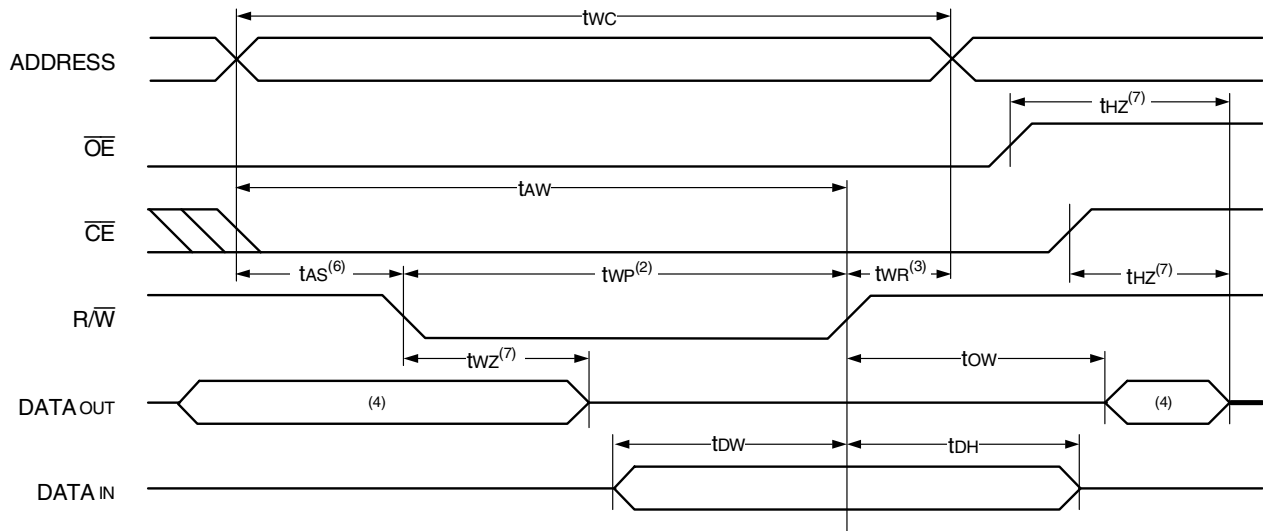 tWC
ADDRESS
tHZ(7)
OE
tAW
CE
tAS(6) tWP(2) tWR(3) tHZ(7)
R/W
tWZ(7) tOW
DATA OUT (4) (4)
tDW tDH
DATA IN